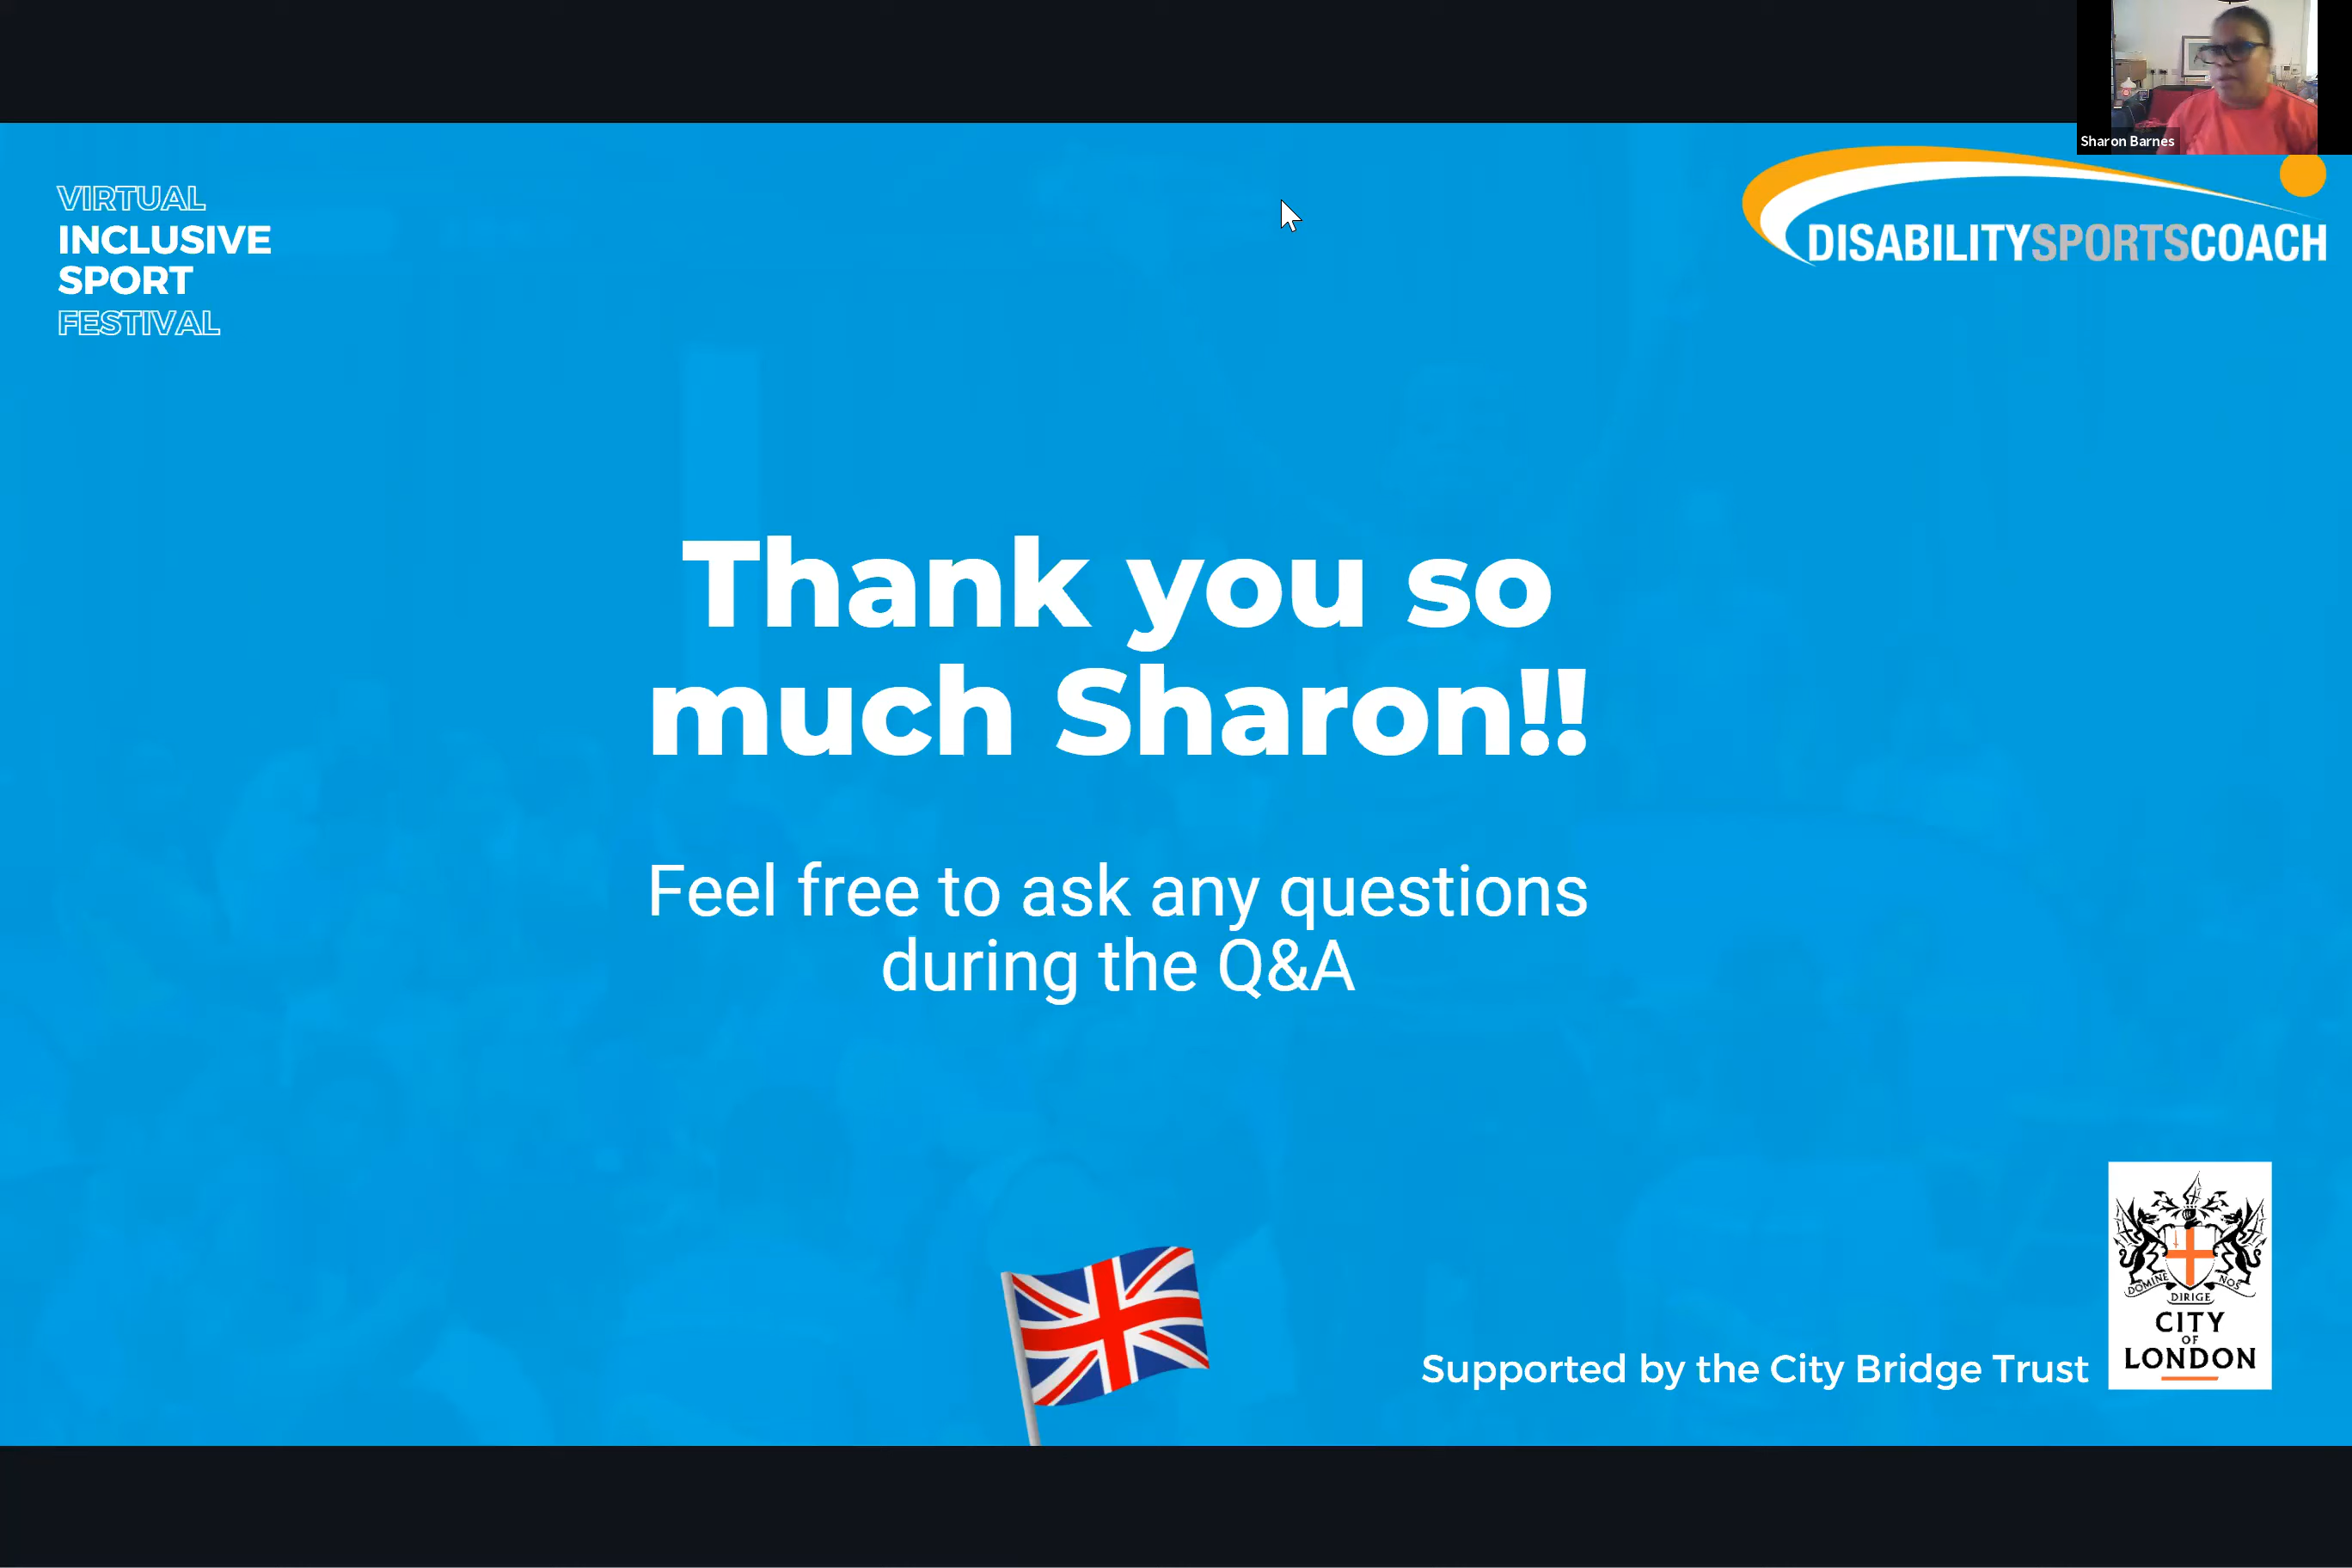 Sharon Barnes
VIRTUAL
INCLUSIVE
SPORT
FESTIVAL
DISABILITYSPORTSCOACH
Thank you so
much Sharon!!
Feel free to ask any questions
during the Q&A
Supported by the City Bridge Trust
DOMINE NOS
DIRIGE
CITY
OF
LONDON